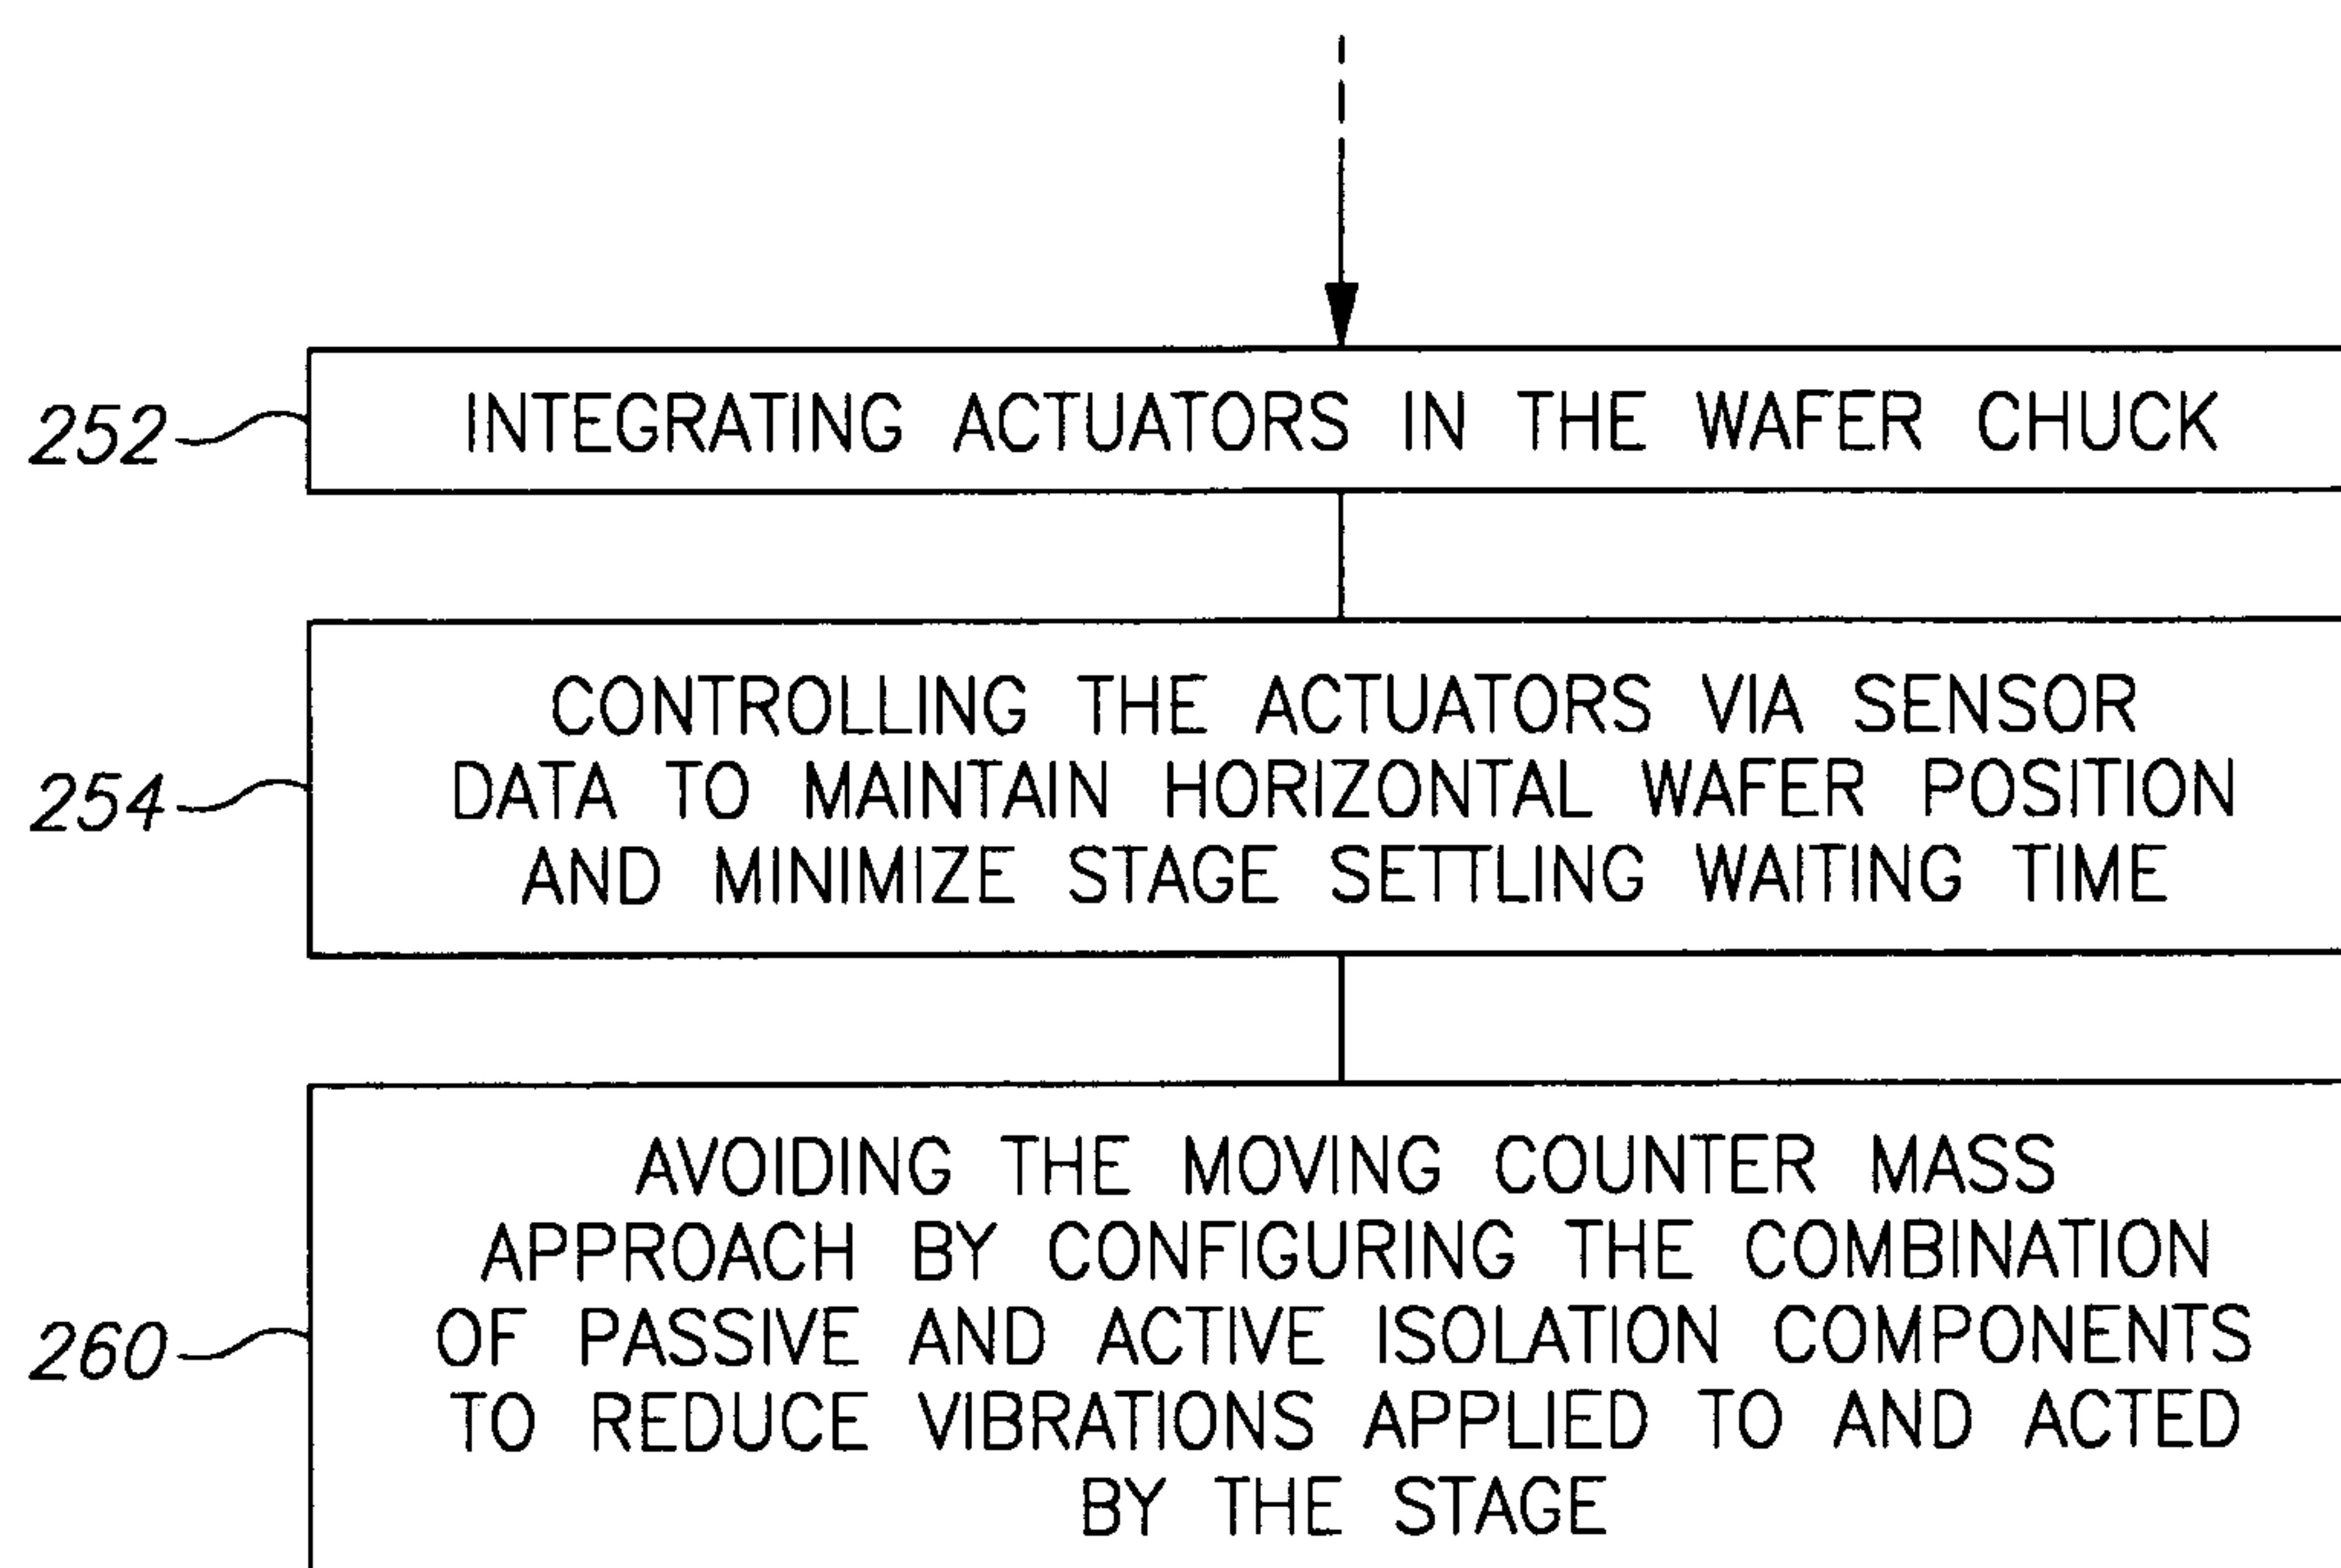 252
INTEGRATING ACTUATORS IN THE WAFER CHUCK
254
CONTROLLING THE ACTUATORS VIA SENSOR
DATA TO MAINTAIN HORIZONTAL WAFER POSITION
AND MINIMIZE STAGE SETTLING WAITING TIME
260
AVOIDING THE MOVING COUNTER MASS
APPROACH BY CONFIGURING THE COMBINATION
OF PASSIVE AND ACTIVE ISOLATION COMPONENTS
TO REDUCE VIBRATIONS APPLIED TO AND ACTED
BY THE STAGE